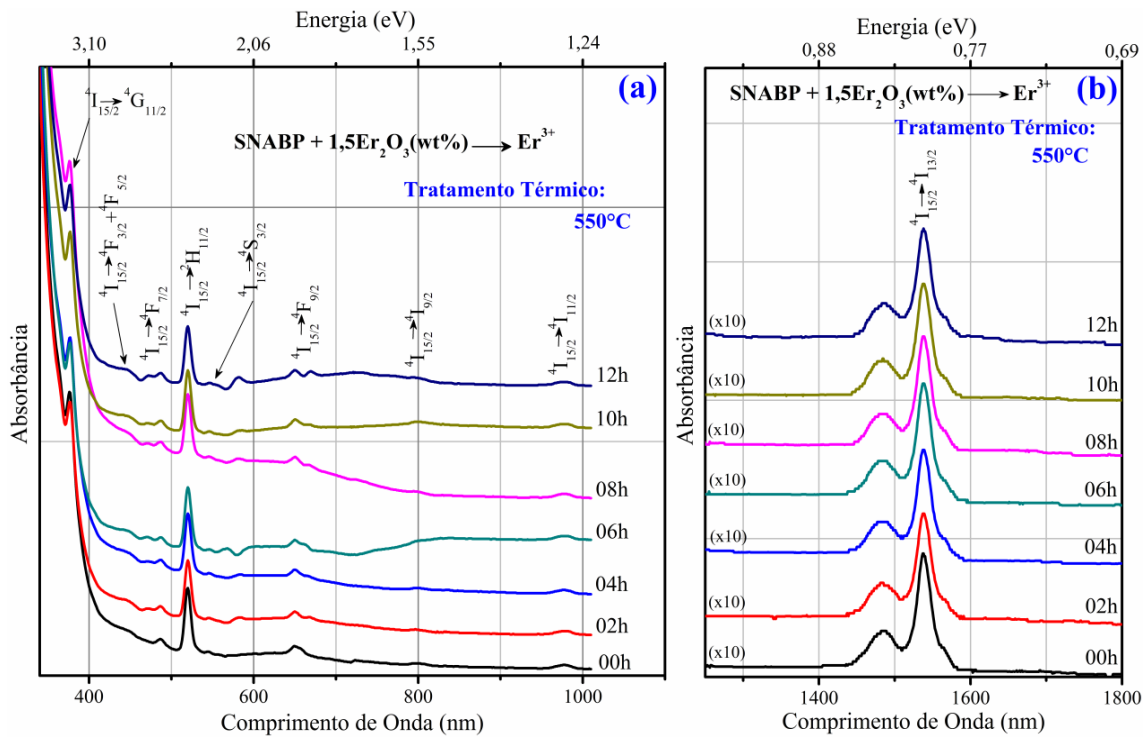 Energia (eV)
3,10 2,06 1,55 1,24
(a)
⁴I₁₅/₂→⁴G₁₁/₂
SNABP + 1,5Er₂O₃(wt%) → Er³⁺
Tratamento Térmico:
550°C
⁴I₁₅/₂→⁴F₃/₂ + ⁴F₅/₂
⁴I₁₅/₂→⁴F₇/₂
⁴I₁₅/₂→²H₁₁/₂
⁴I₁₅/₂→⁴S₃/₂
⁴I₁₅/₂→⁴F₉/₂
⁴I₁₅/₂→⁴I₉/₂
⁴I₁₅/₂→⁴I₁₁/₂
12h
10h
08h
06h
04h
02h
00h
Absorbância
400 600 800 1000
Comprimento de Onda (nm)
Energia (eV)
0,88 0,77 0,69
(b)
SNABP + 1,5Er₂O₃(wt%) → Er³⁺
Tratamento Térmico:
550°C
⁴I₁₅/₂→⁴I₁₃/₂
(x10) 12h
(x10) 10h
(x10) 08h
(x10) 06h
(x10) 04h
(x10) 02h
(x10) 00h
Absorbância
1400 1600 1800
Comprimento de Onda (nm)